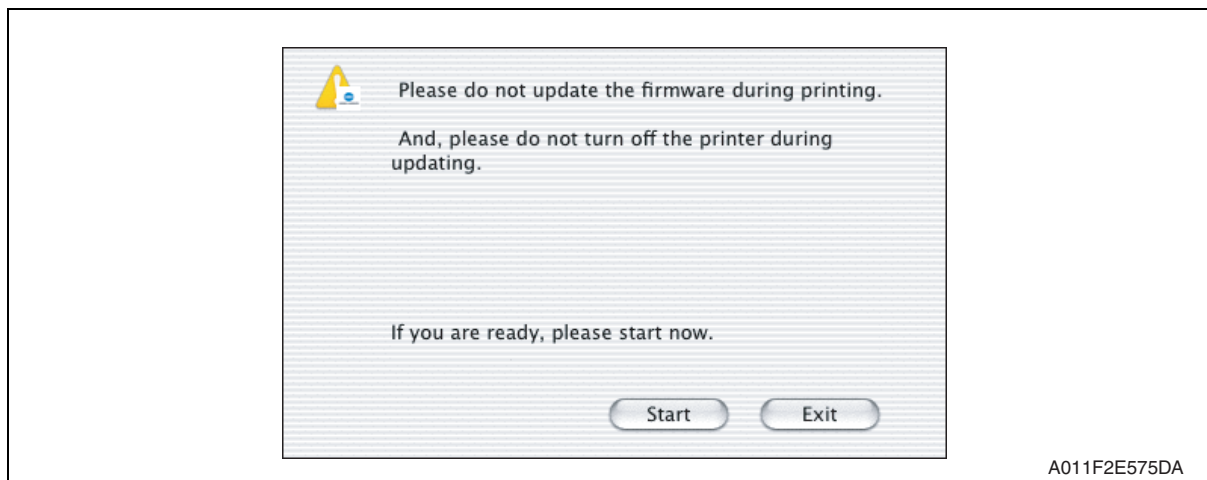 Please do not update the firmware during printing.
And, please do not turn off the printer during
updating.
If you are ready, please start now.
Start
Exit
A011F2E575DA